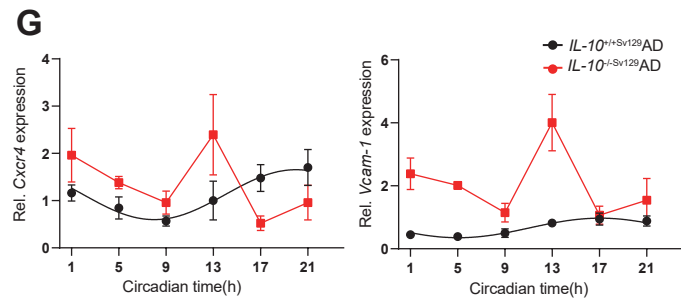 G
Rel. Cxcr4 expression
4
3
2
1
0
1 5 9 13 17 21
Circadian time(h)
Rel. Vcam-1 expression
6
4
2
0
1 5 9 13 17 21
Circadian time(h)
IL-10+/+Sv129AD
IL-10-/-Sv129AD